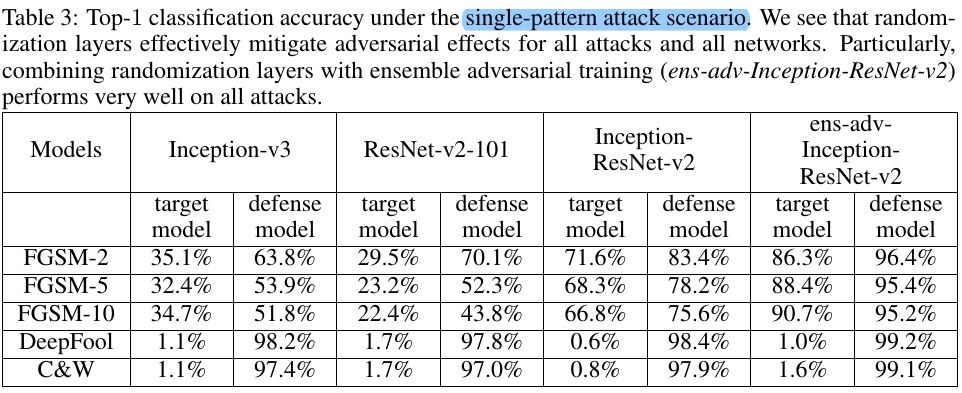 Table 3: Top-1 classification accuracy under the single-pattern attack scenario. We see that random-
ization layers effectively mitigate adversarial effects for all attacks and all networks. Particularly,
combining randomization layers with ensemble adversarial training (ens-adv-Inception-ResNet-v2)
performs very well on all attacks.
Models Inception-v3 ResNet-v2-101 Inception-ResNet-v2 ens-adv-Inception-ResNet-v2
target model defense model target model defense model target model defense model target model defense model
FGSM-2 35.1% 63.8% 29.5% 70.1% 71.6% 83.4% 86.3% 96.4%
FGSM-5 32.4% 53.9% 23.2% 52.3% 68.3% 78.2% 88.4% 95.4%
FGSM-10 34.7% 51.8% 22.4% 43.8% 66.8% 75.6% 90.7% 95.2%
DeepFool 1.1% 98.2% 1.7% 97.8% 0.6% 98.4% 1.0% 99.2%
C&W 1.1% 97.4% 1.7% 97.0% 0.8% 97.9% 1.6% 99.1%